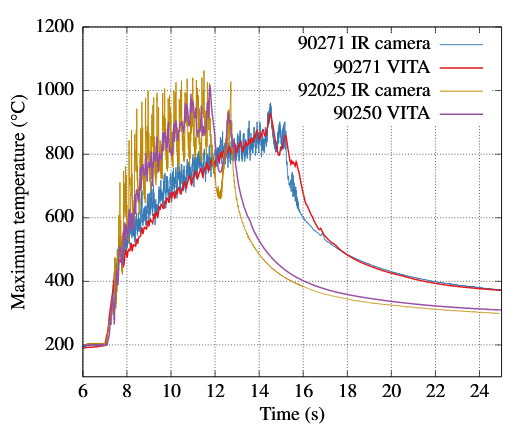 1200
1000
800
600
400
200
Maximum temperature (°C)
90271 IR camera
90271 VITA
92025 IR camera
90250 VITA
6 8 10 12 14 16 18 20 22 24
Time (s)